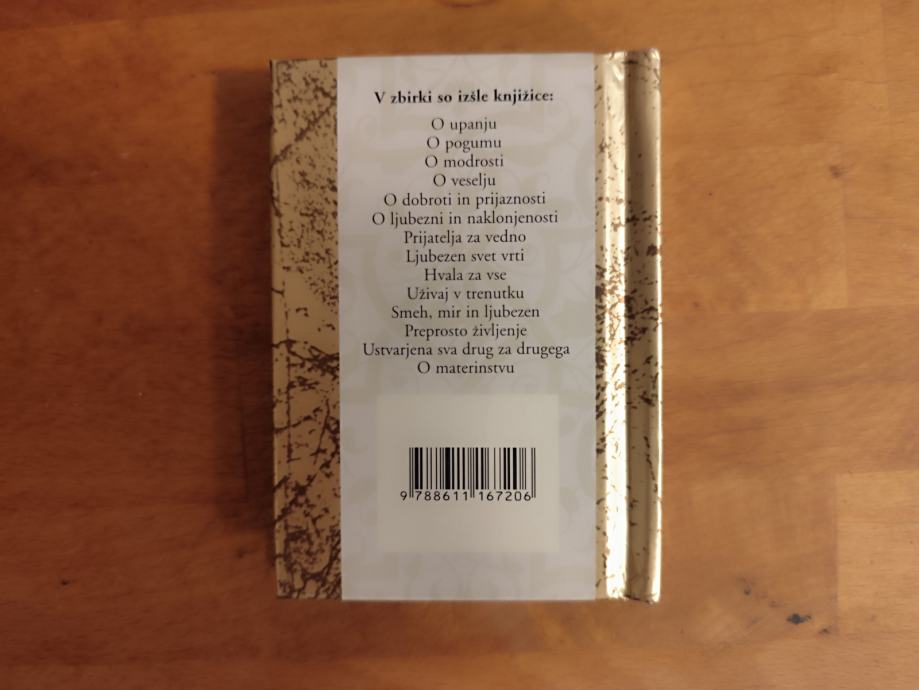 V zbirki so izšle knjižice:
O upanju
O pogumu
O modrosti
O veselju
O dobroti in prijaznosti
O ljubezni in naklonjenosti
Prijatelja za vedno
Ljubezen svet vrti
Hvala za vse
Uživaj v trenutku
Smeh, mir in ljubezen
Preprosto življenje
Ustvarjena sva drug za drugega
O materinstvu
9 788611 167206